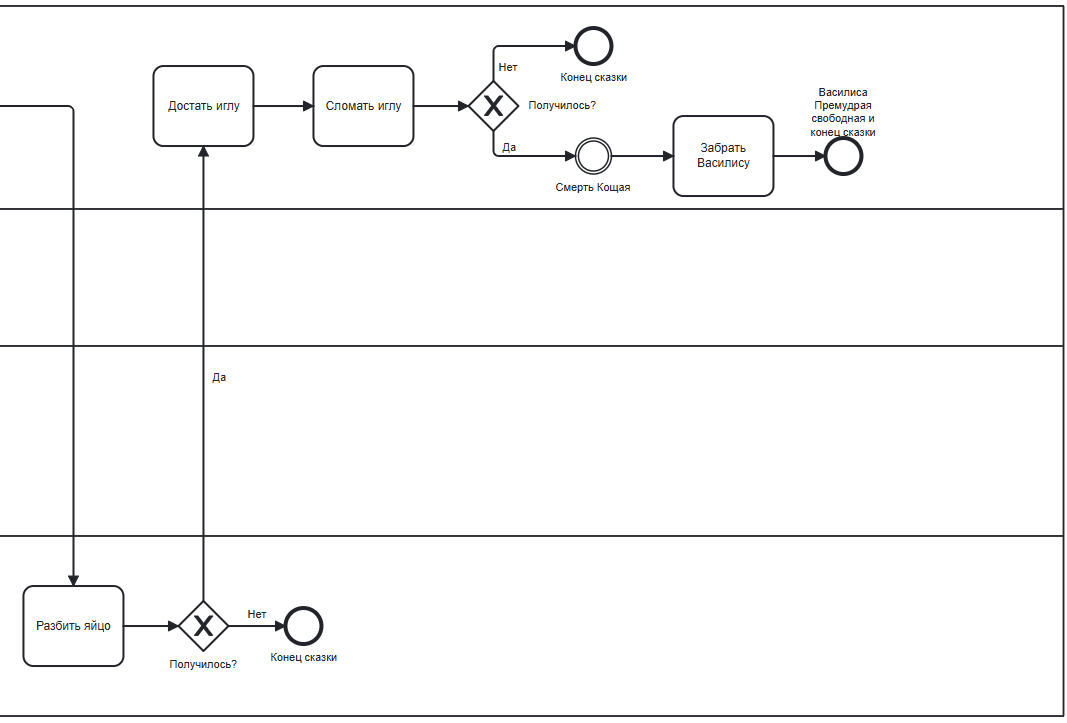 Нет
Конец сказки
Достать иглу
Сломать иглу
Получилось?
Василиса
Премудрая
свободная и
конец сказки
Да
Забрать
Василису
Смерть Кощая
Да
Разбить яйцо
Нет
Получилось?
Конец сказки